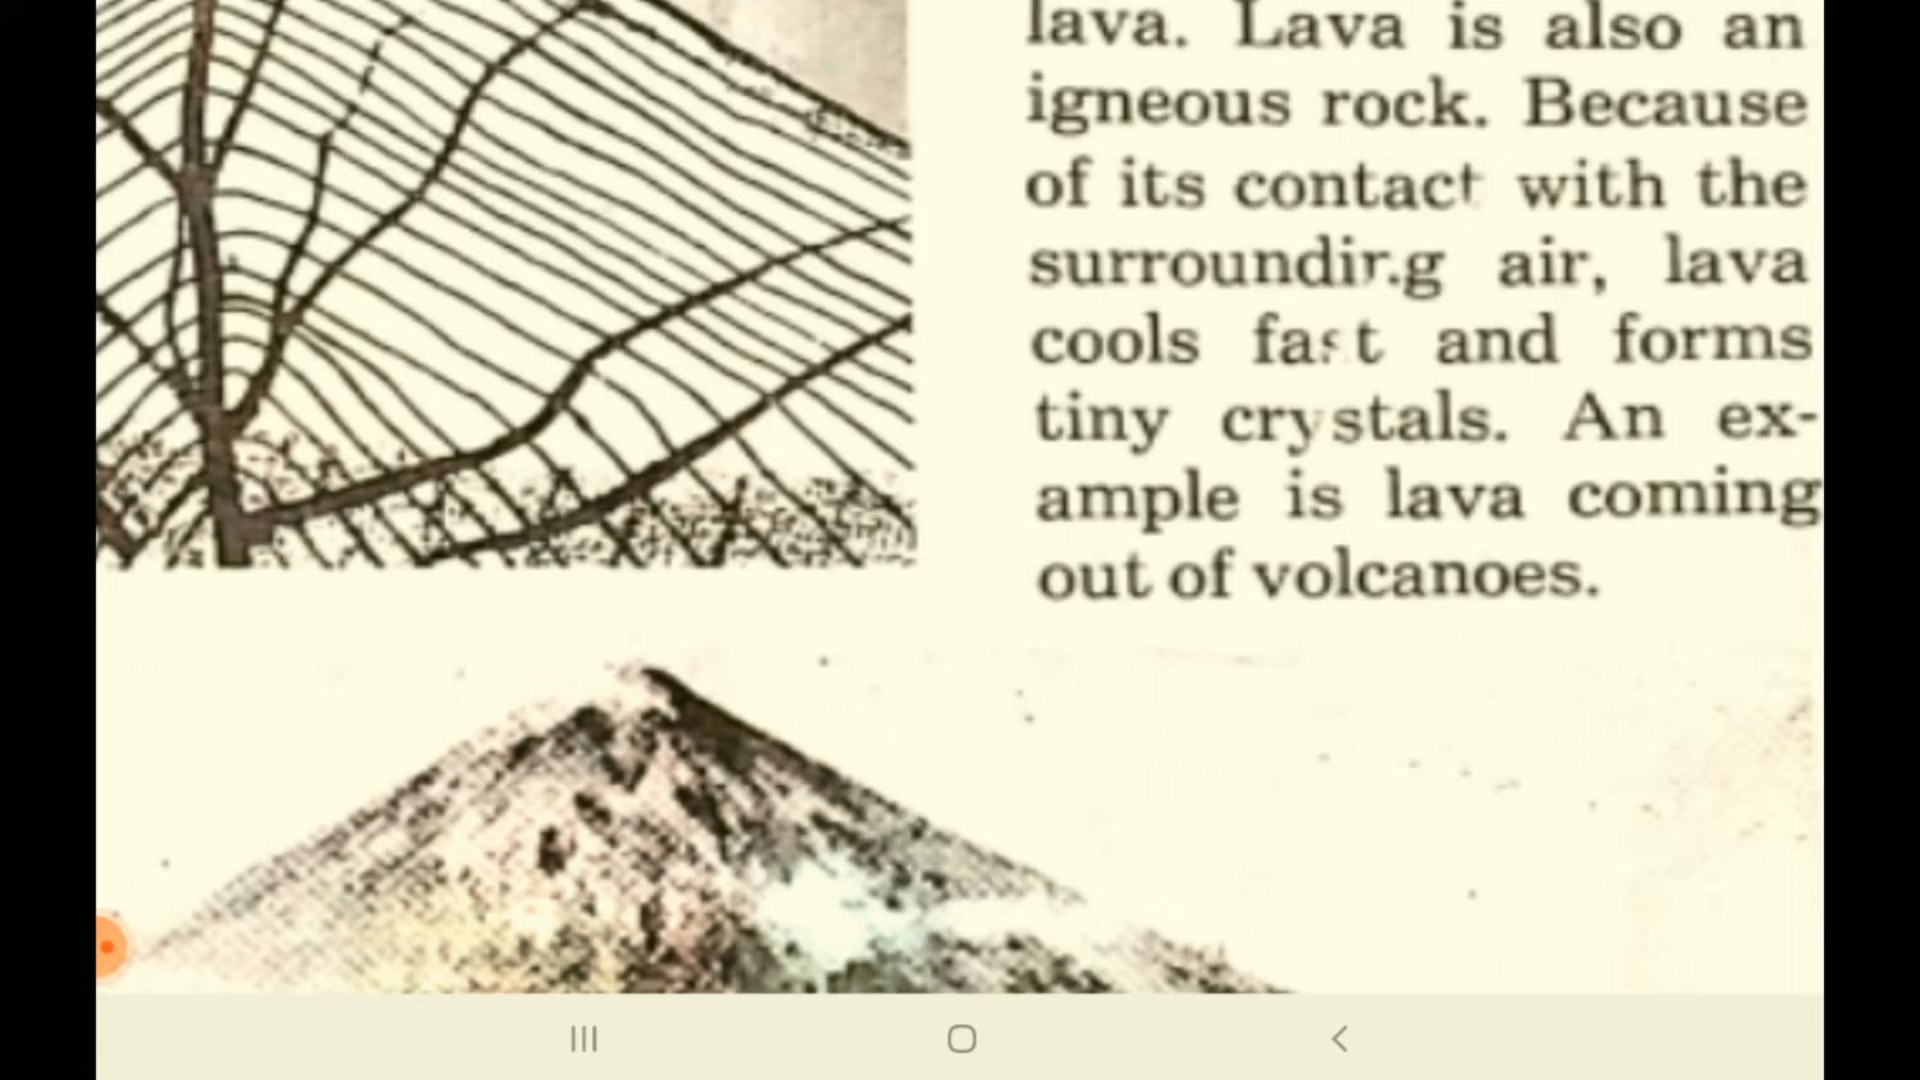 lava. Lava is also an
igneous rock. Because
of its contact with the
surrounding air, lava
cools fast and forms
tiny crystals. An ex-
ample is lava coming
out of volcanoes.